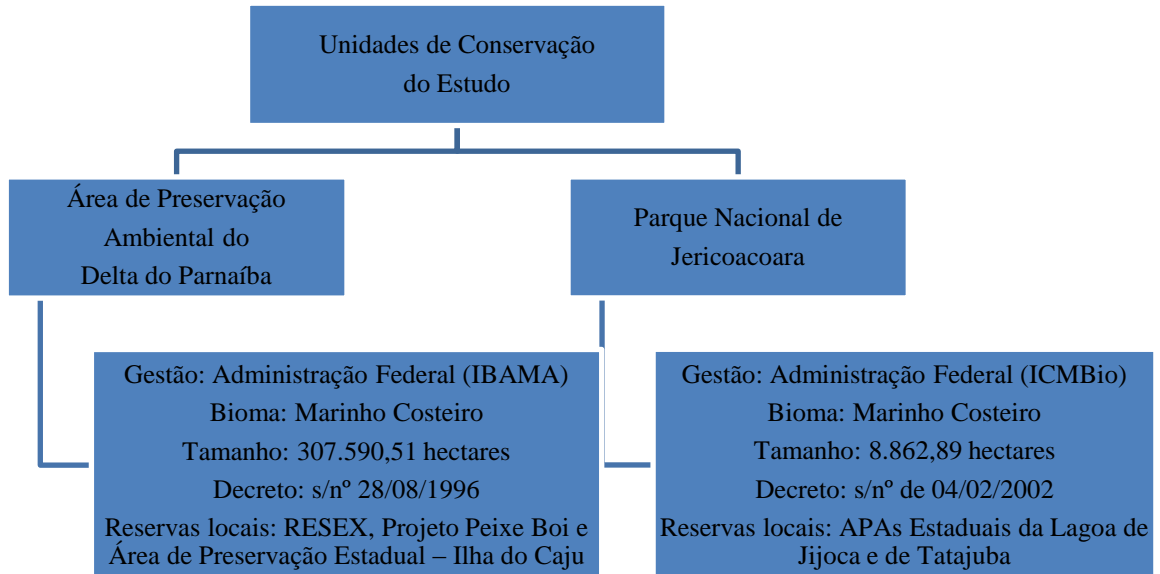 Unidades de Conservação
do Estudo
Área de Preservação
Ambiental do
Delta do Parnaíba
Parque Nacional de
Jericoacoara
Gestão: Administração Federal (IBAMA)
Bioma: Marinho Costeiro
Tamanho: 307.590,51 hectares
Decreto: s/nº 28/08/1996
Reservas locais: RESEX, Projeto Peixe Boi e
Área de Preservação Estadual – Ilha do Caju
Gestão: Administração Federal (ICMBio)
Bioma: Marinho Costeiro
Tamanho: 8.862,89 hectares
Decreto: s/nº de 04/02/2002
Reservas locais: APAs Estaduais da Lagoa de
Jijoca e de Tatajuba